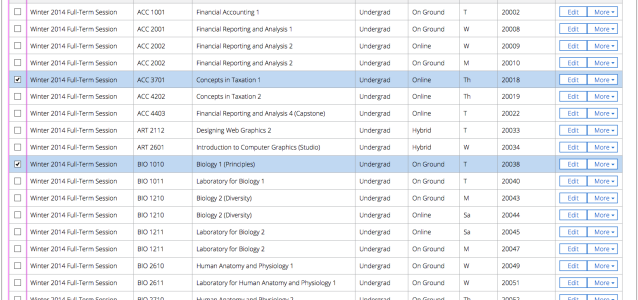 Winter 2014 Full-Term Session ACC 1001 Financial Accounting 1 Undergrad On Ground T 20002 Edit More
Winter 2014 Full-Term Session ACC 2001 Financial Reporting and Analysis 1 Undergrad On Ground W 20008 Edit More
Winter 2014 Full-Term Session ACC 2002 Financial Reporting and Analysis 2 Undergrad Online W 20009 Edit More
Winter 2014 Full-Term Session ACC 2002 Financial Reporting and Analysis 2 Undergrad On Ground M 20010 Edit More
Winter 2014 Full-Term Session ACC 3701 Concepts in Taxation 1 Undergrad Online Th 20018 Edit More
Winter 2014 Full-Term Session ACC 4202 Concepts in Taxation 2 Undergrad Online Th 20019 Edit More
Winter 2014 Full-Term Session ACC 4403 Financial Reporting and Analysis 4 (Capstone) Undergrad Online T 20022 Edit More
Winter 2014 Full-Term Session ART 2112 Designing Web Graphics 2 Undergrad Hybrid T 20033 Edit More
Winter 2014 Full-Term Session ART 2601 Introduction to Computer Graphics (Studio) Undergrad Hybrid W 20034 Edit More
Winter 2014 Full-Term Session BIO 1010 Biology 1 (Principles) Undergrad On Ground T 20038 Edit More
Winter 2014 Full-Term Session BIO 1011 Laboratory for Biology 1 Undergrad On Ground T 20040 Edit More
Winter 2014 Full-Term Session BIO 1210 Biology 2 (Diversity) Undergrad On Ground M 20043 Edit More
Winter 2014 Full-Term Session BIO 1210 Biology 2 (Diversity) Undergrad Online Sa 20044 Edit More
Winter 2014 Full-Term Session BIO 1211 Laboratory for Biology 2 Undergrad Online Sa 20045 Edit More
Winter 2014 Full-Term Session BIO 1211 Laboratory for Biology 2 Undergrad On Ground M 20047 Edit More
Winter 2014 Full-Term Session BIO 2610 Human Anatomy and Physiology 1 Undergrad On Ground W 20049 Edit More
Winter 2014 Full-Term Session BIO 2611 Laboratory for Human Anatomy and Physiology 1 Undergrad On Ground W 20051 Edit More
Winter 2014 Full-Term Session BIO 2710 Human Anatomy and Physiology 2 Undergrad On Ground Th 20052 Edit More